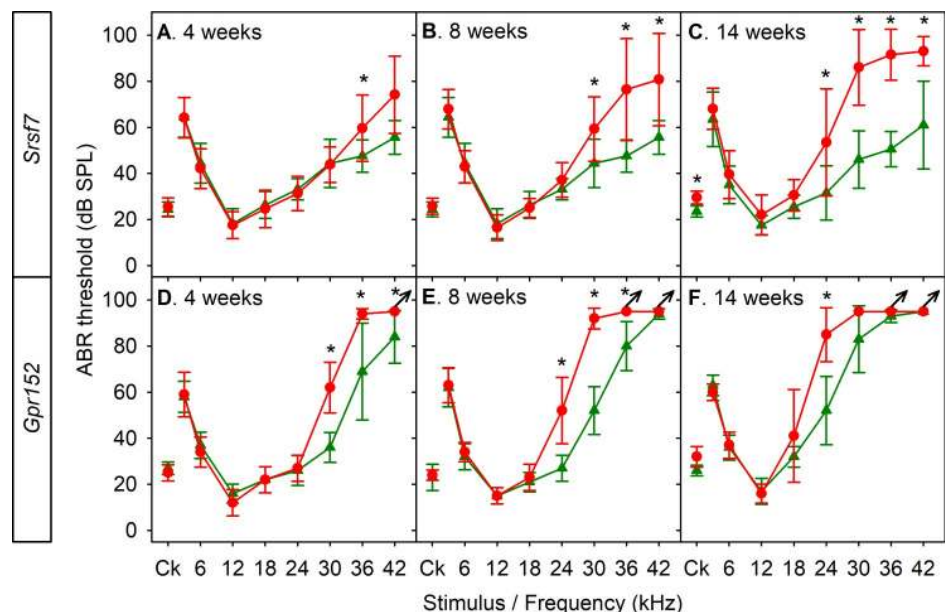 Srsf7
Gpr152
ABR threshold (dB SPL)
A. 4 weeks
B. 8 weeks
C. 14 weeks
100
80
60
40
20
0
*
*
*
*
*
*
*
*
*
D. 4 weeks
E. 8 weeks
F. 14 weeks
100
80
60
40
20
0
*
*
*
*
*
*
*
Ck 6 12 18 24 30 36 42 Ck 6 12 18 24 30 36 42 Ck 6 12 18 24 30 36 42
Stimulus / Frequency (kHz)